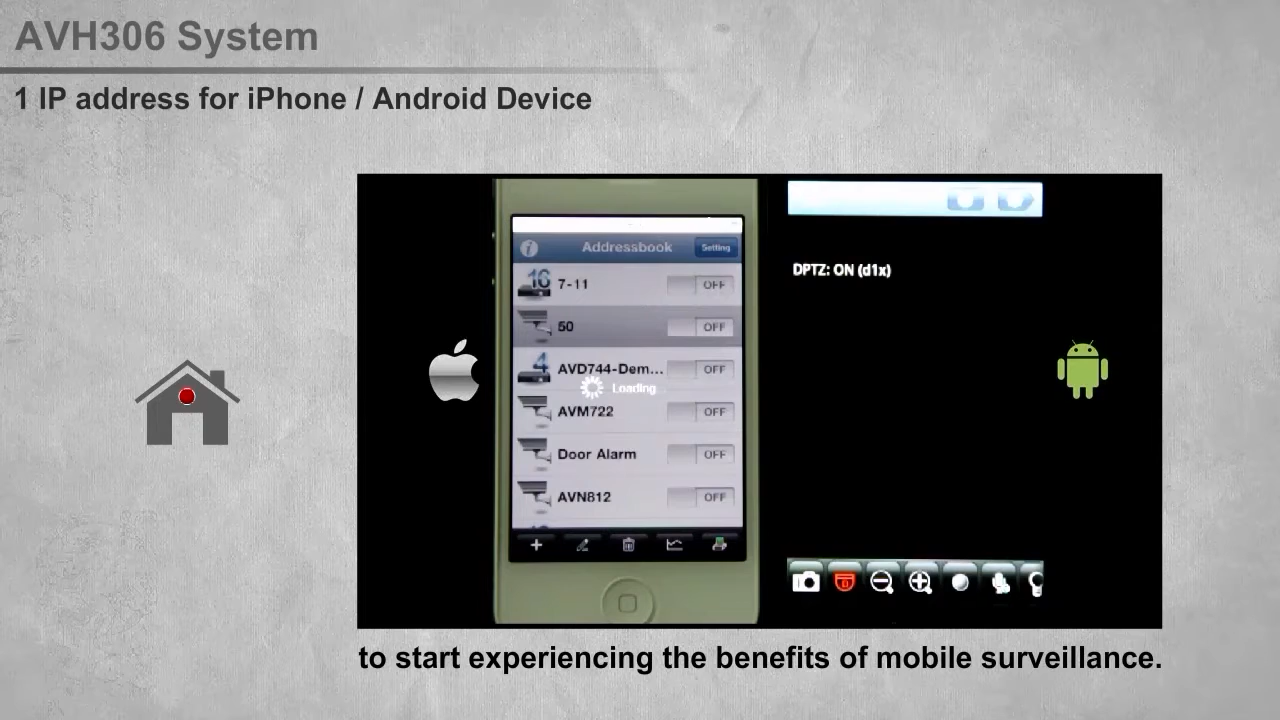 AVH306 System
1 IP address for iPhone / Android Device
Addressbook
Setting
16
7-11
OFF
50
OFF
4
AVD744-Dem...
OFF
Loading
AVM722
OFF
Door Alarm
OFF
AVN812
OFF
DPTZ: ON (d1x)
to start experiencing the benefits of mobile surveillance.